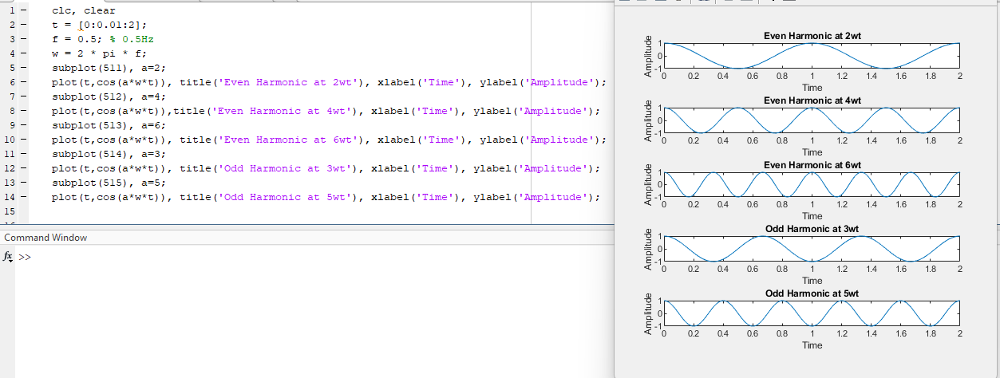 1 - clc, clear
2 - t = [0:0.01:2];
3 - f = 0.5; % 0.5Hz
4 - w = 2 * pi * f;
5 - subplot(511), a=2;
6 - plot(t,cos(a*w*t)), title('Even Harmonic at 2wt'), xlabel('Time'), ylabel('Amplitude');
7 - subplot(512), a=4;
8 - plot(t,cos(a*w*t)),title('Even Harmonic at 4wt'), xlabel('Time'), ylabel('Amplitude');
9 - subplot(513), a=6;
10 - plot(t,cos(a*w*t)), title('Even Harmonic at 6wt'), xlabel('Time'), ylabel('Amplitude');
11 - subplot(514), a=3;
12 - plot(t,cos(a*w*t)), title('Odd Harmonic at 3wt'), xlabel('Time'), ylabel('Amplitude');
13 - subplot(515), a=5;
14 - plot(t,cos(a*w*t)), title('Odd Harmonic at 5wt'), xlabel('Time'), ylabel('Amplitude');
15
Command Window
fx >>
Even Harmonic at 2wt
Amplitude
1
0
-1
0 0.2 0.4 0.6 0.8 1 1.2 1.4 1.6 1.8 2
Time
Even Harmonic at 4wt
Amplitude
1
0
-1
0 0.2 0.4 0.6 0.8 1 1.2 1.4 1.6 1.8 2
Time
Even Harmonic at 6wt
Amplitude
1
0
-1
0 0.2 0.4 0.6 0.8 1 1.2 1.4 1.6 1.8 2
Time
Odd Harmonic at 3wt
Amplitude
1
0
-1
0 0.2 0.4 0.6 0.8 1 1.2 1.4 1.6 1.8 2
Time
Odd Harmonic at 5wt
Amplitude
1
0
-1
0 0.2 0.4 0.6 0.8 1 1.2 1.4 1.6 1.8 2
Time